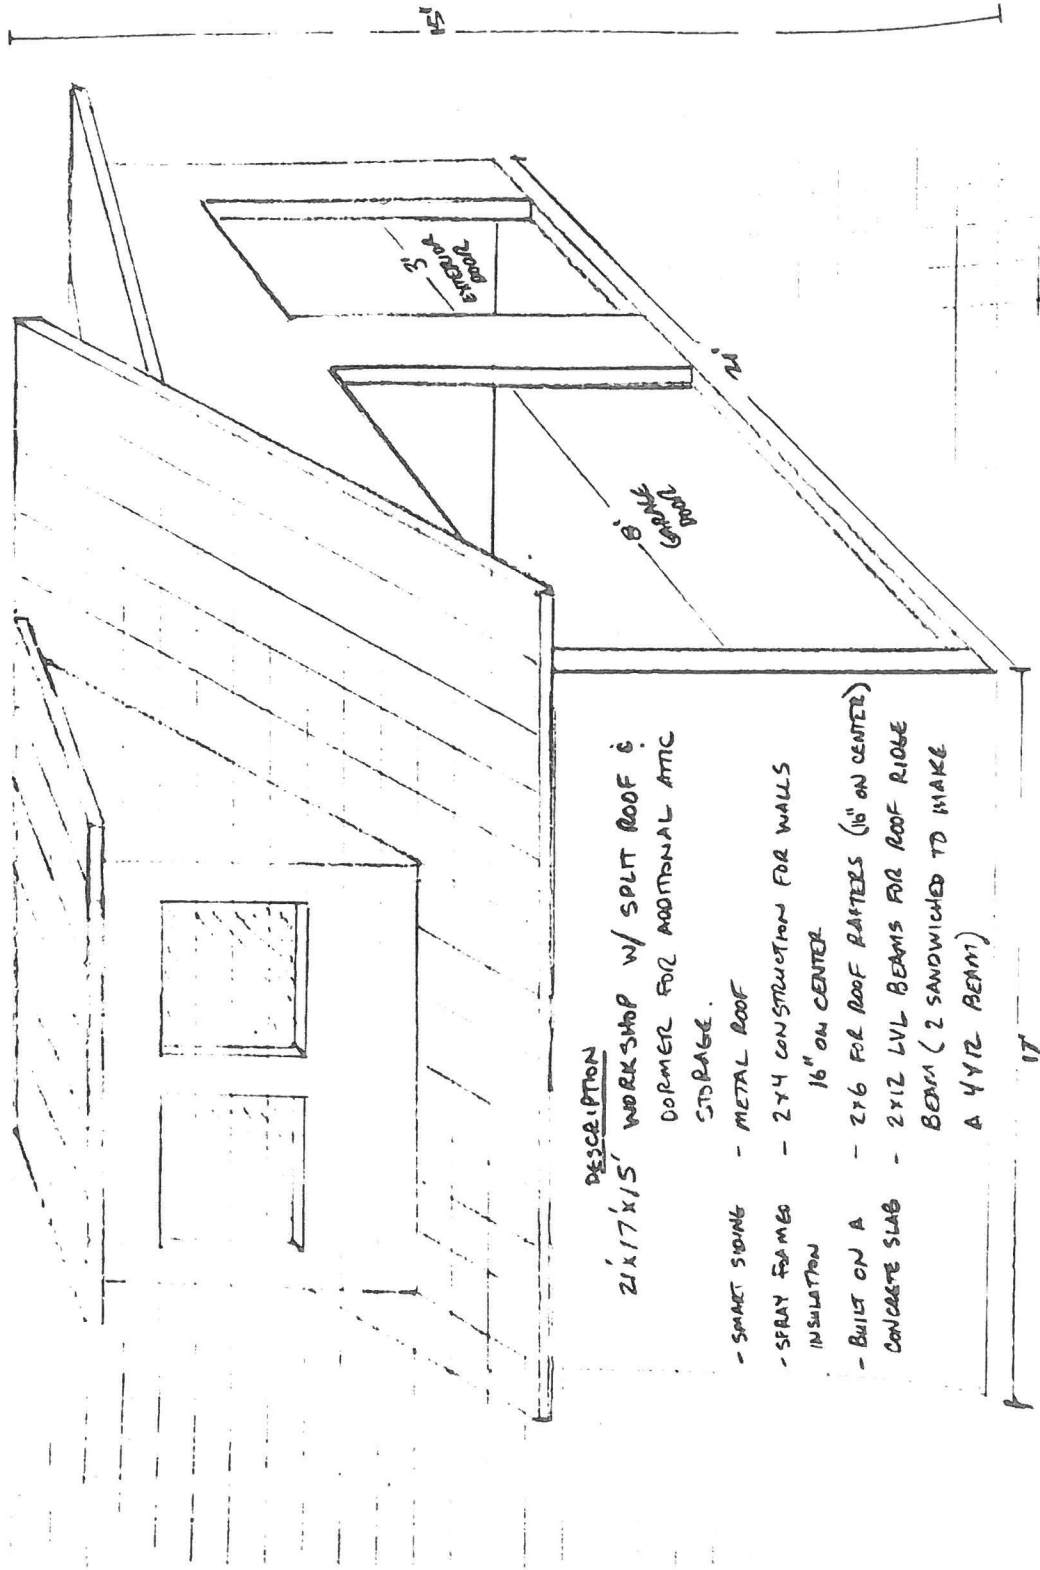 15'
3'
EXTERIOR
DOOR
8'
GARAGE
DOOR
21'
17'
DESCRIPTION
21'x17'x15' WORKSHOP W/ SPLIT ROOF &
DORMER FOR ADDITIONAL ATTIC
STORAGE.
- SMART SIDING
- SPRAY FOAMED
INSULATION
- BUILT ON A
CONCRETE SLAB
- METAL ROOF
- 2x4 CONSTRUCTION FOR WALLS
16" ON CENTER
- 2x6 FOR ROOF RAFTERS (16" ON CENTER)
- 2x12 LVL BEAMS FOR ROOF RIDGE
BEAM (2 SANDWICHED TO MAKE
A 4x12 BEAM)